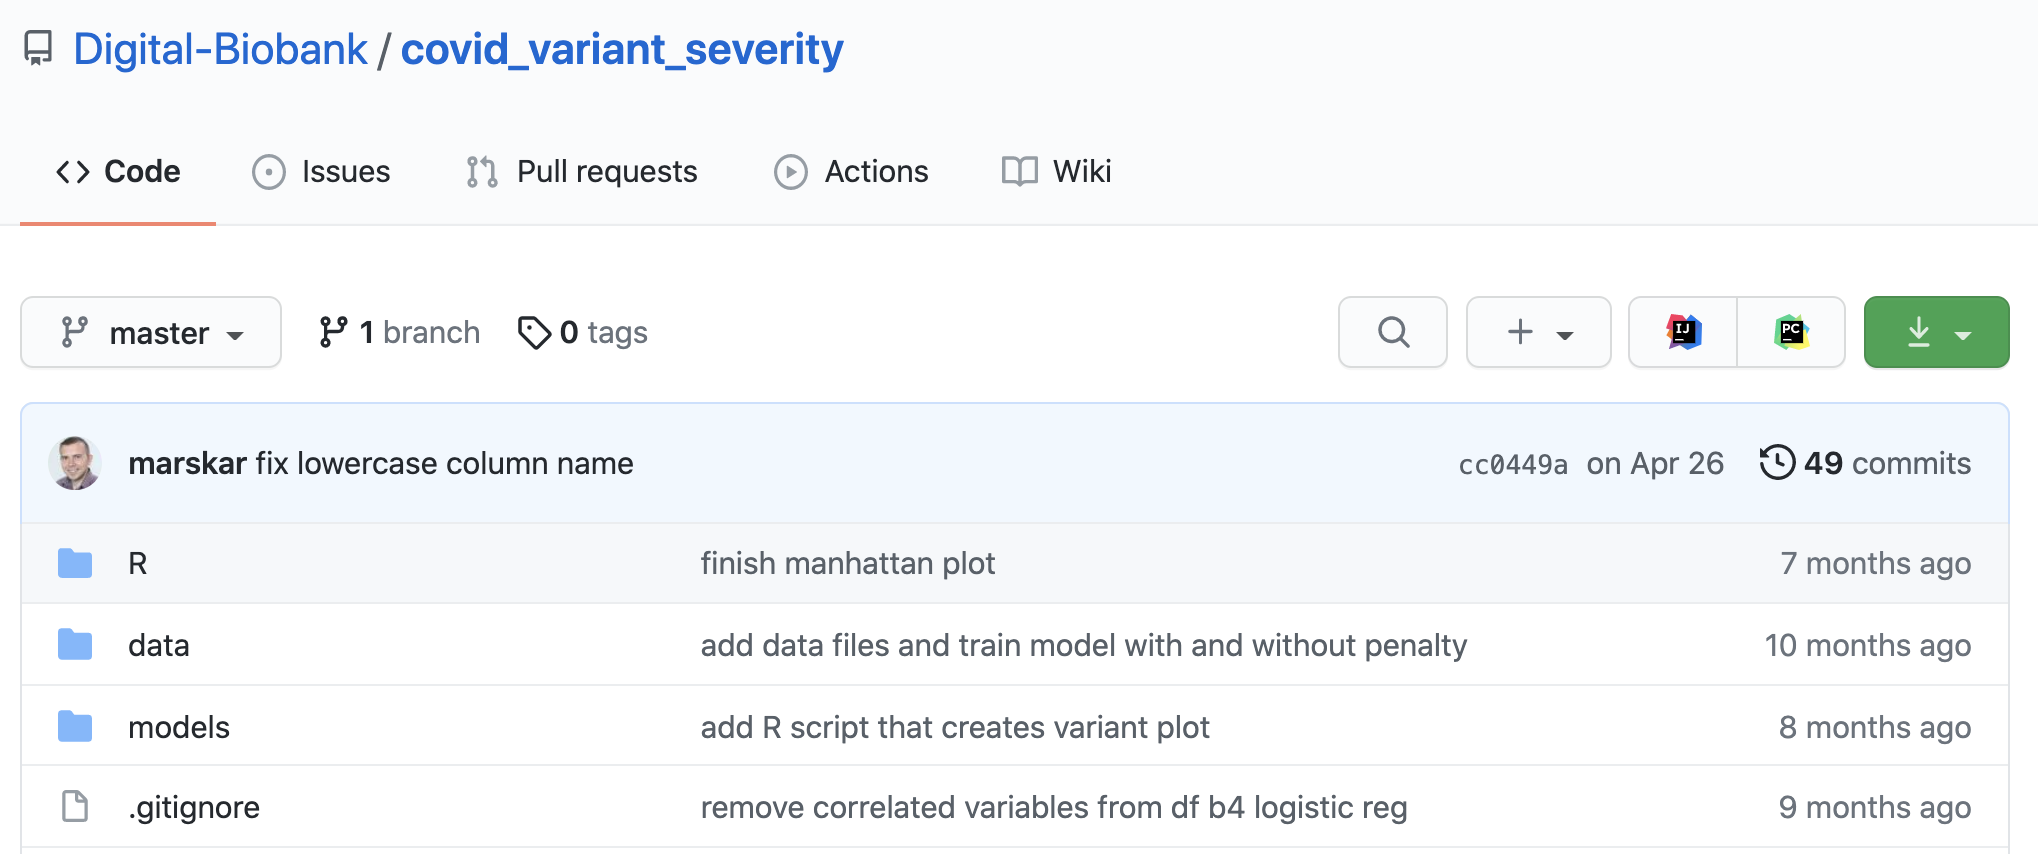 Digital-Biobank / covid_variant_severity
Code Issues Pull requests Actions Wiki
master 1 branch 0 tags IJ PC
marskar fix lowercase column name cc0449a on Apr 26 49 commits
R finish manhattan plot 7 months ago
data add data files and train model with and without penalty 10 months ago
models add R script that creates variant plot 8 months ago
.gitignore remove correlated variables from df b4 logistic reg 9 months ago